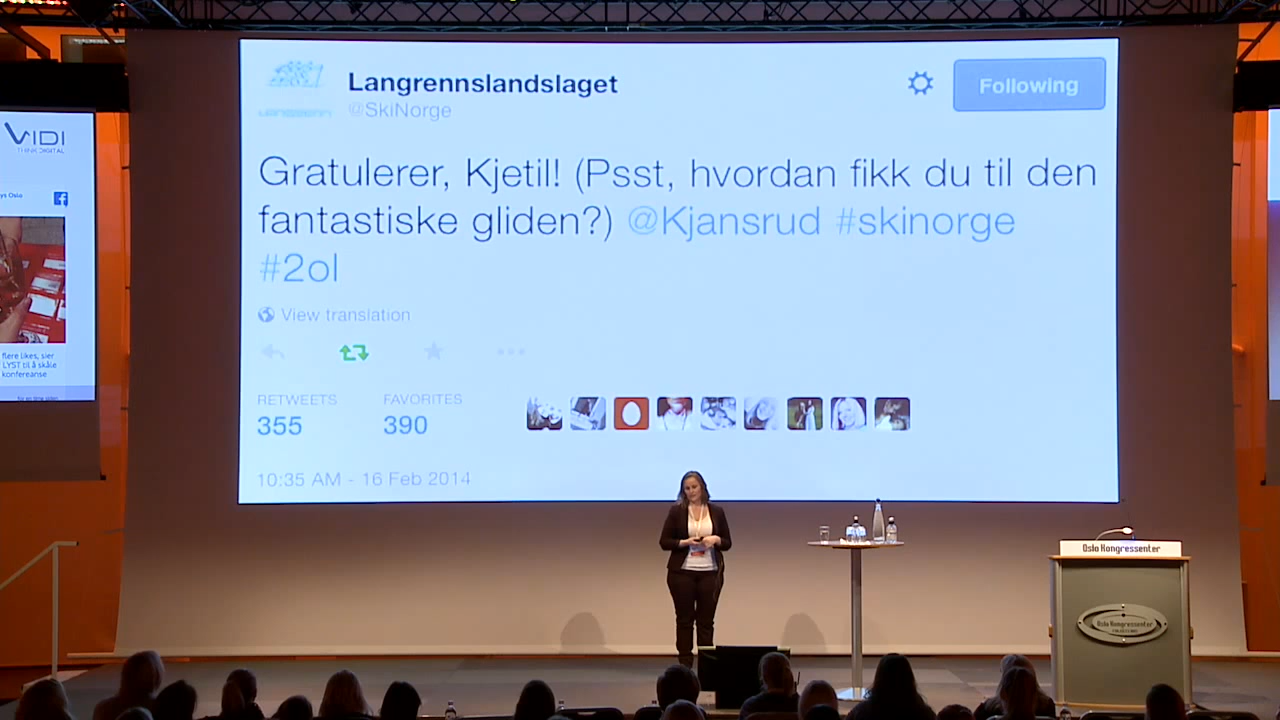 Langrennslandslaget
@SkiNorge
Following
Gratulerer, Kjetil! (Psst, hvordan fikk du til den
fantastiske gliden?) @Kjansrud #skinorge
#2ol
View translation
RETWEETS
FAVORITES
355
390
10:35 AM - 16 Feb 2014
VIDI
THINK DIGITAL
ys Oslo
flere likes, sier
LYST til å skåle
konferanse
Oslo Kongressenter
Oslo Kongressenter